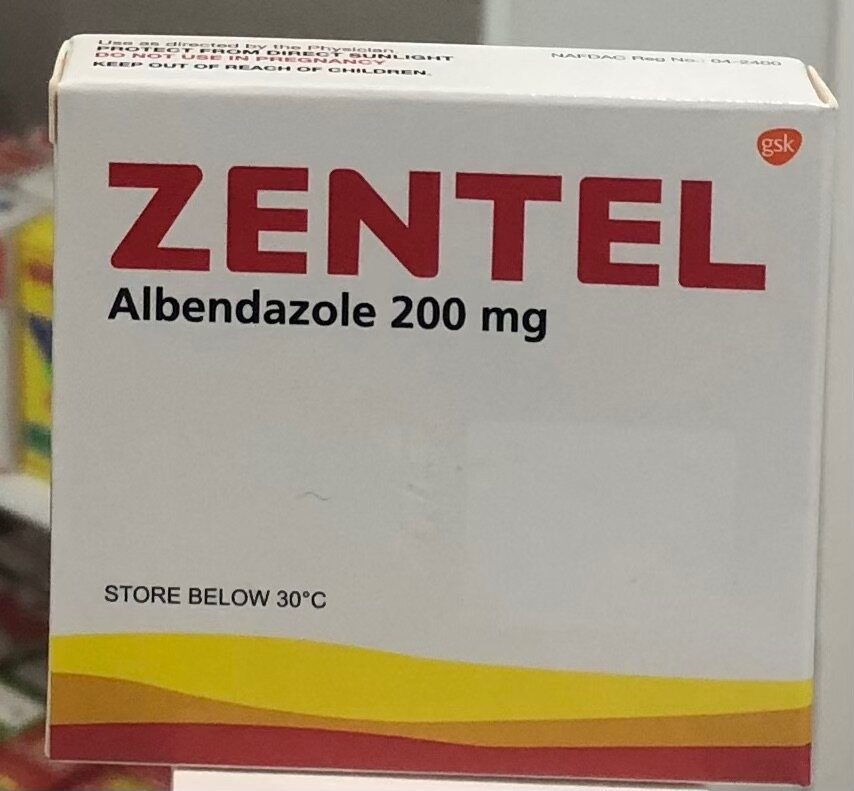 Use as directed by the Physician.
PROTECT FROM DIRECT SUNLIGHT
DO NOT USE IN PREGNANCY
KEEP OUT OF REACH OF CHILDREN.
NAFDAC Reg No.: 04-2400
gsk
ZENTEL
Albendazole 200 mg
STORE BELOW 30°C